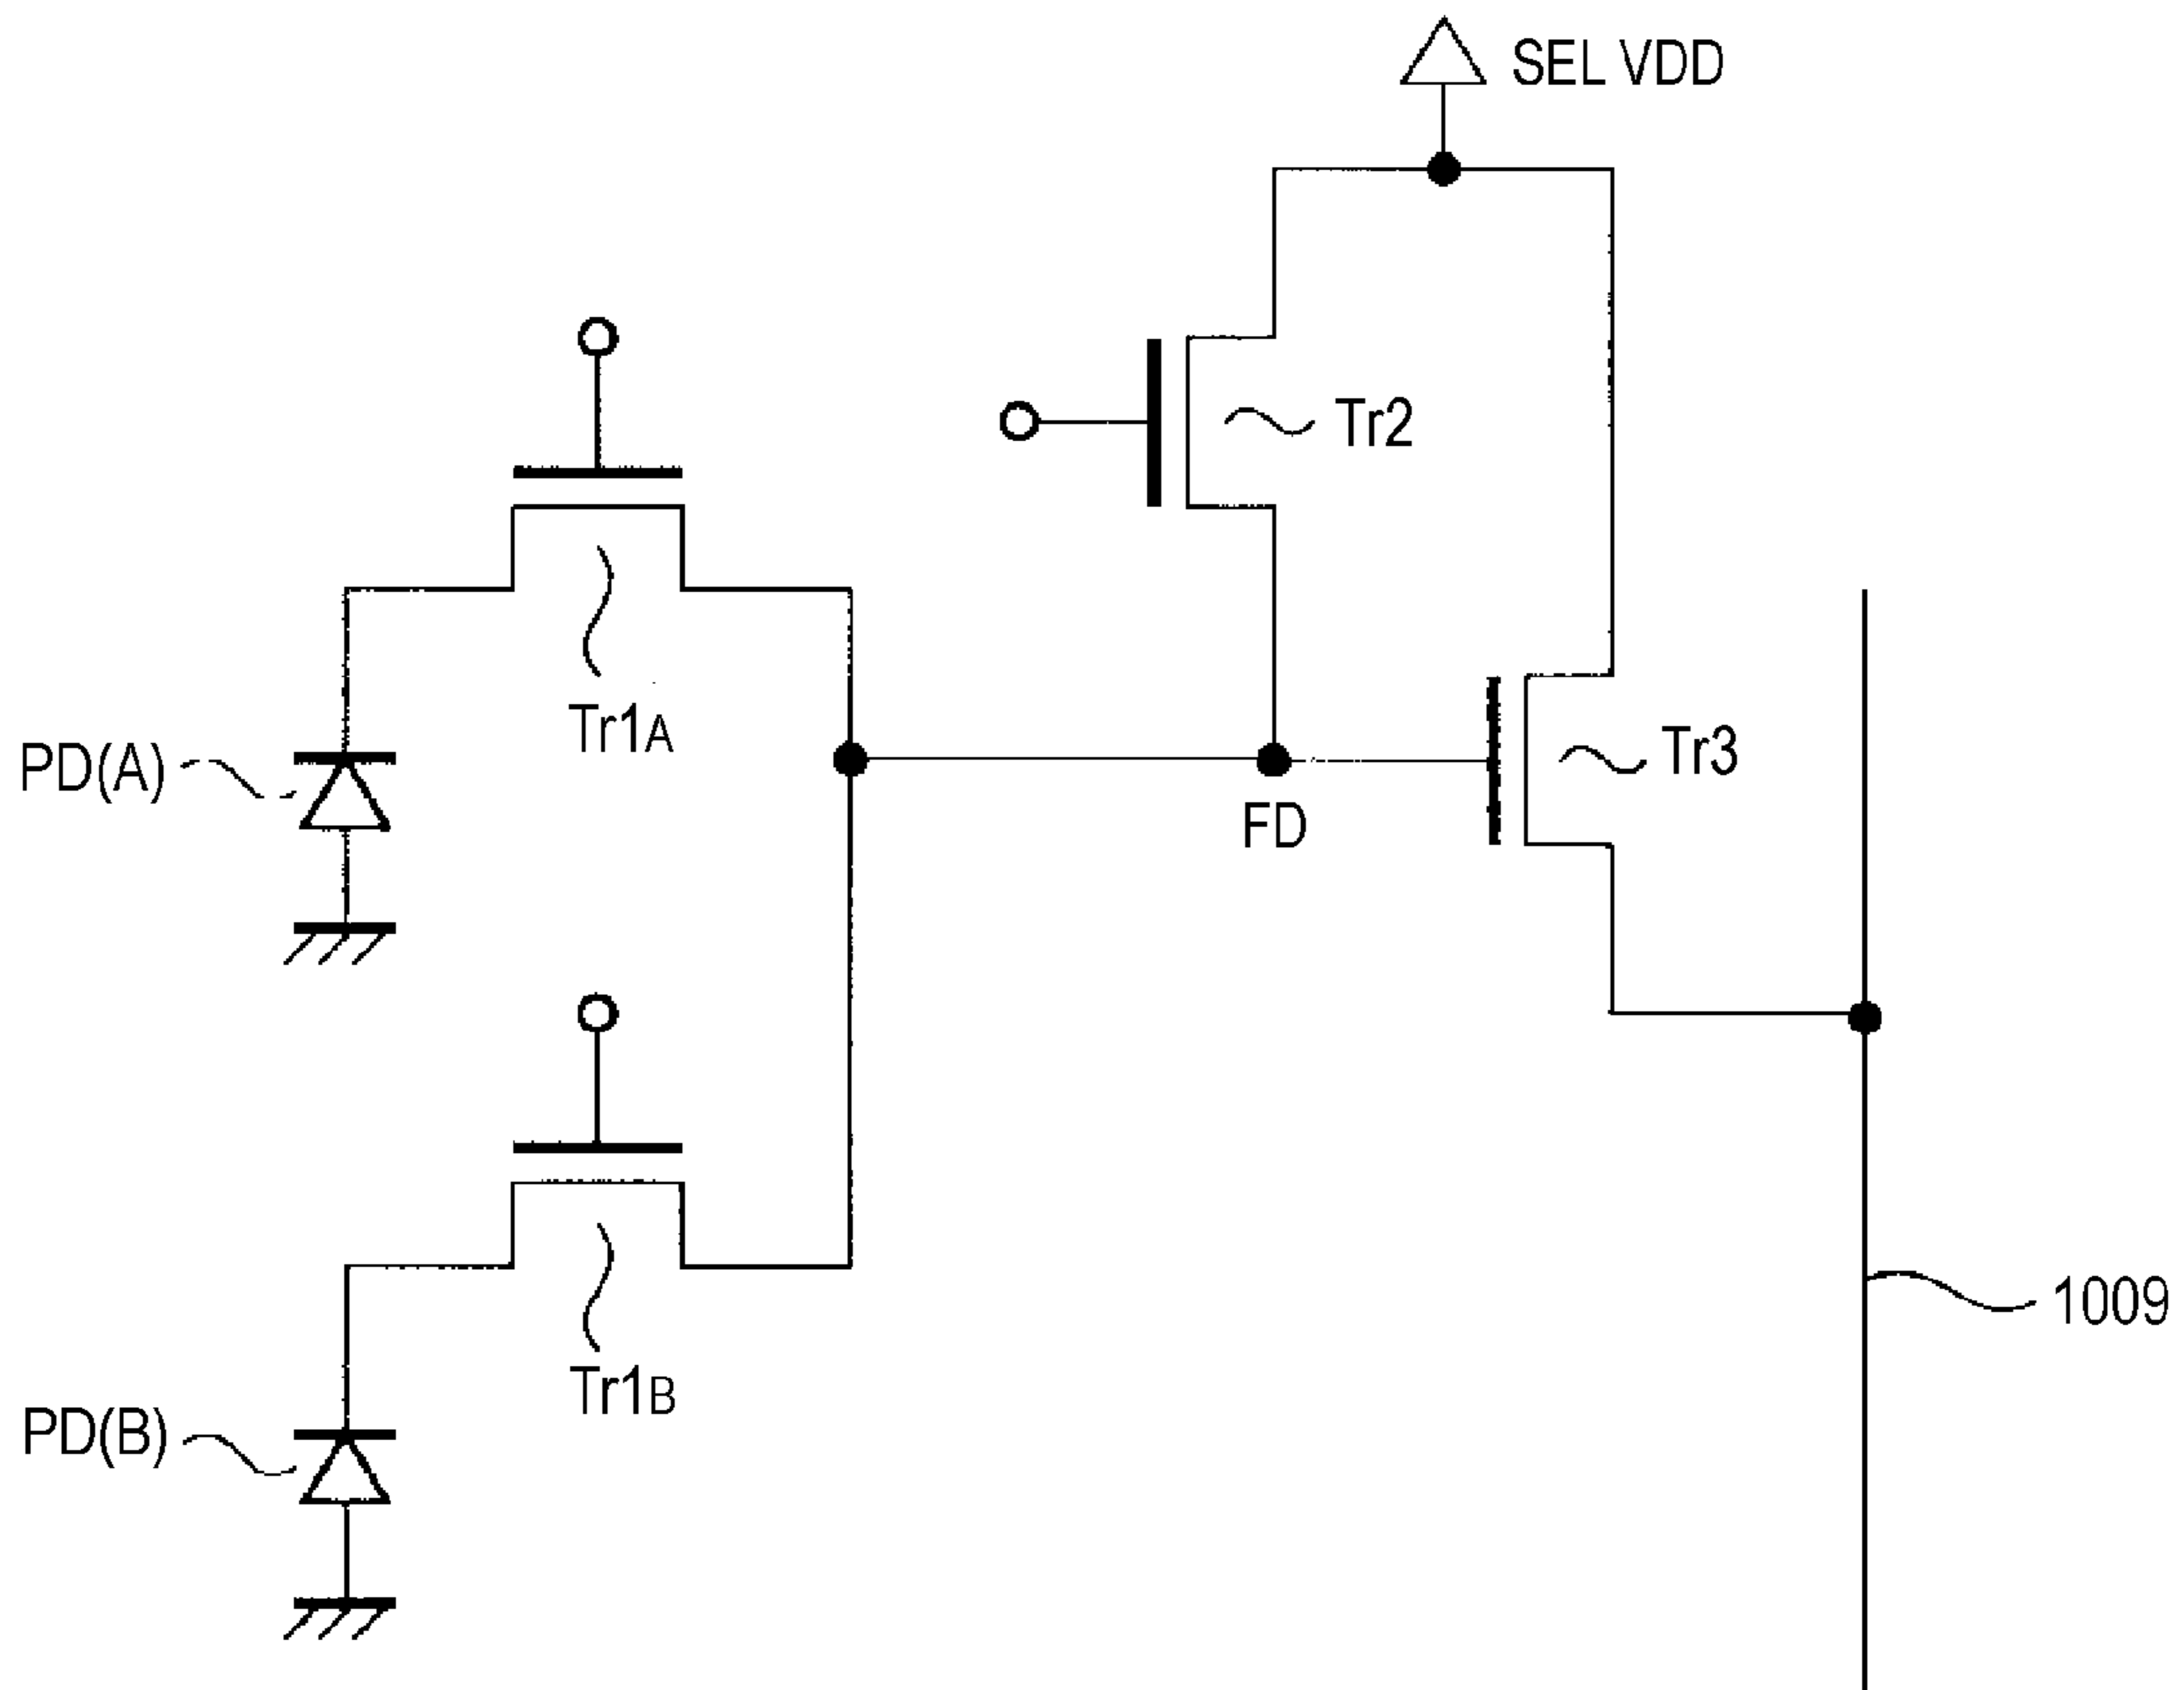 SEL VDD
Tr2
Tr1A
Tr3
PD(A)
FD
1009
Tr1B
PD(B)